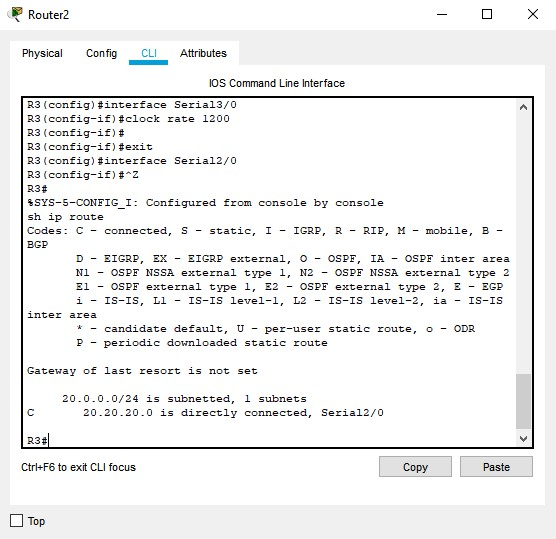 Router2
Physical Config CLI Attributes
IOS Command Line Interface
R3(config)#interface Serial3/0
R3(config-if)#clock rate 1200
R3(config-if)#
R3(config-if)#exit
R3(config)#interface Serial2/0
R3(config-if)#^Z
R3#
%SYS-5-CONFIG_I: Configured from console by console
sh ip route
Codes: C - connected, S - static, I - IGRP, R - RIP, M - mobile, B -
BGP
       D - EIGRP, EX - EIGRP external, O - OSPF, IA - OSPF inter area
       N1 - OSPF NSSA external type 1, N2 - OSPF NSSA external type 2
       E1 - OSPF external type 1, E2 - OSPF external type 2, E - EGP
       i - IS-IS, L1 - IS-IS level-1, L2 - IS-IS level-2, ia - IS-IS
inter area
       * - candidate default, U - per-user static route, o - ODR
       P - periodic downloaded static route
Gateway of last resort is not set
     20.0.0.0/24 is subnetted, 1 subnets
C       20.20.20.0 is directly connected, Serial2/0
R3#
Ctrl+F6 to exit CLI focus
Copy Paste
Top